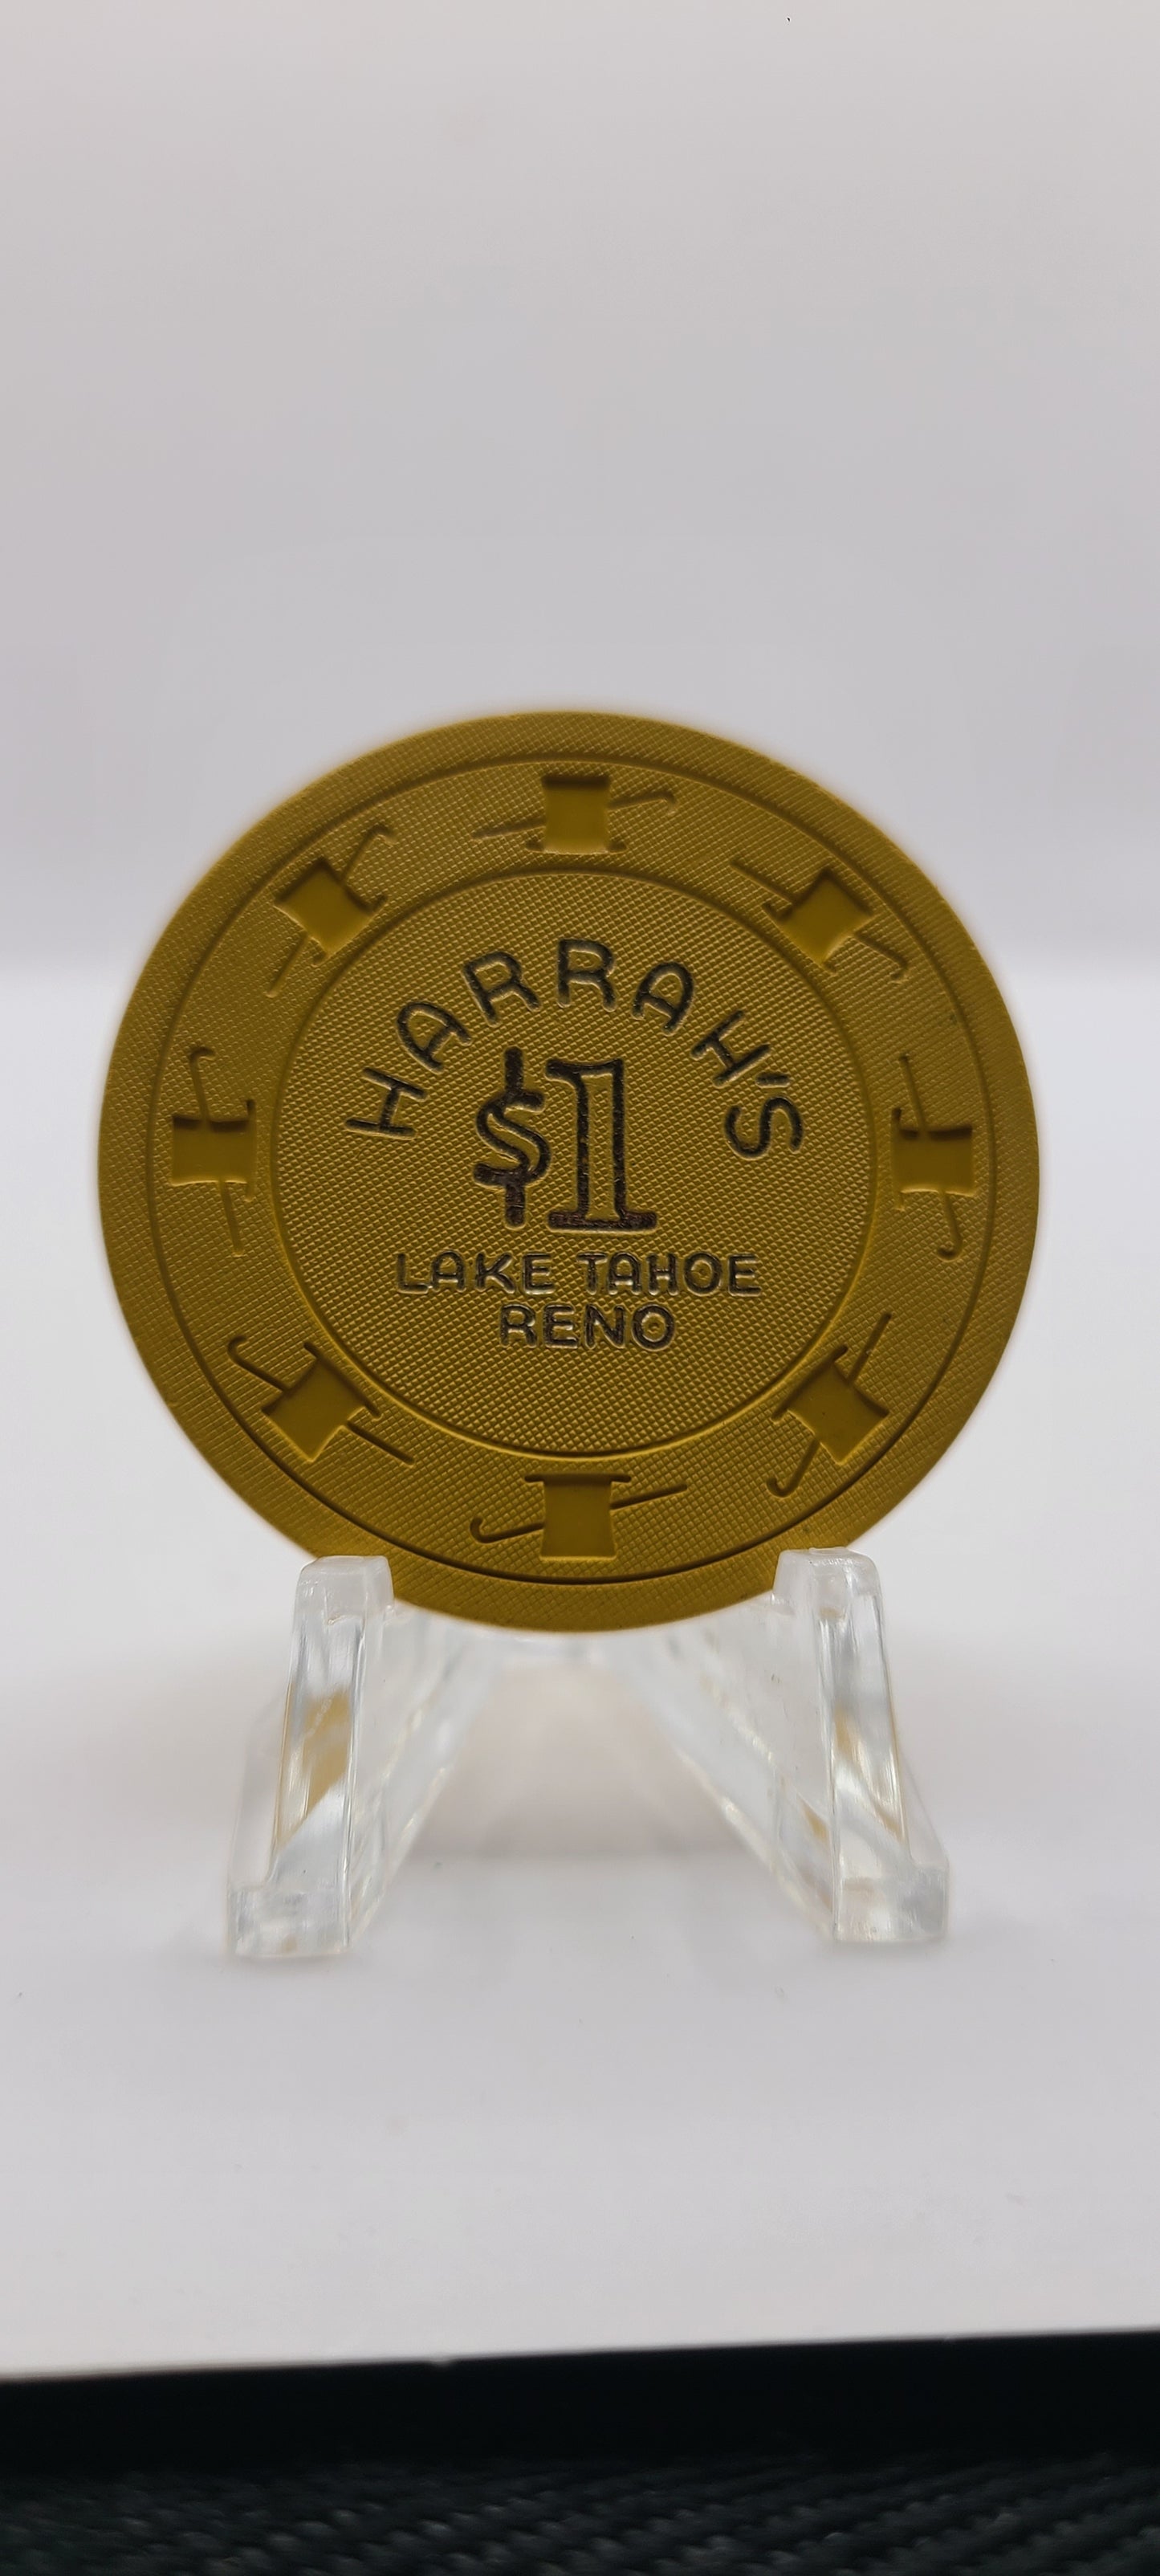 HARRAH'S
$1
LAKE TAHOE
RENO